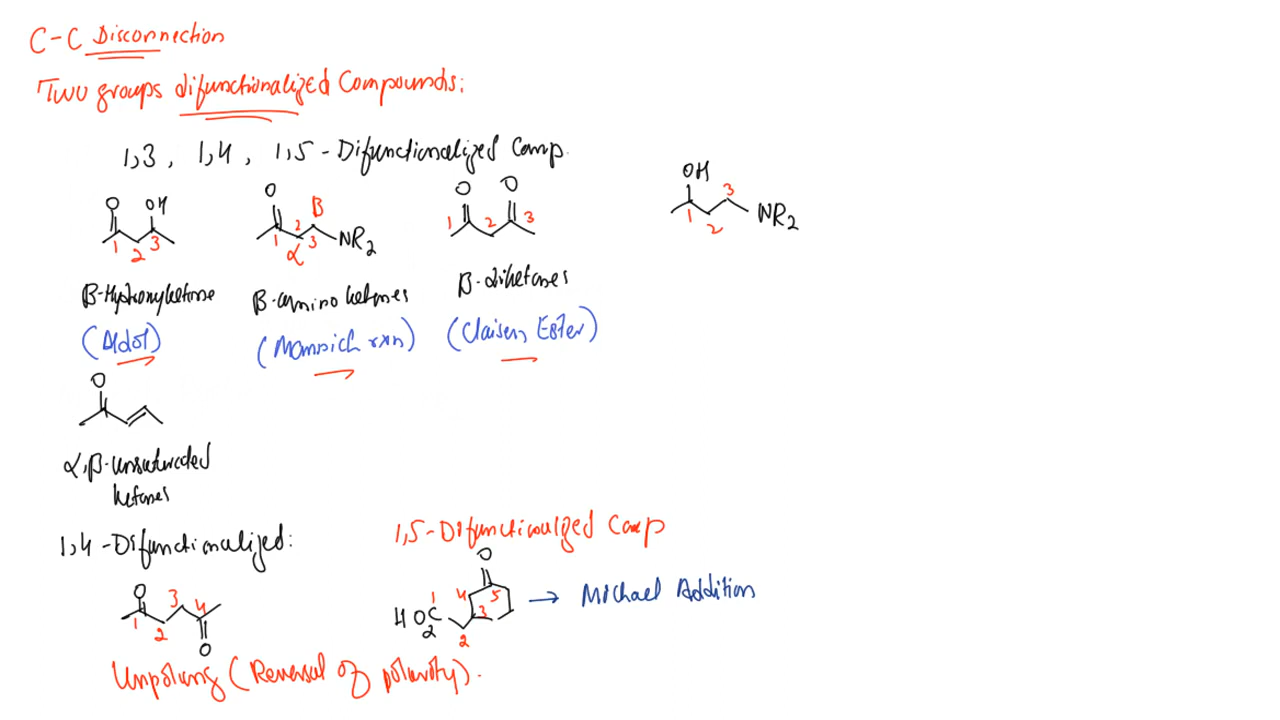 C-C Disconnection
Two groups difunctionalized Compounds:
1,3, 1,4, 1,5-Difunctionalized Comp.
O OH
1 2 3
O β
1 2 3 NR2
α
O O
1 2 3
OH
1 2 3 NR2
β-Hydroxyketone
(Aldol)
β-amino ketones
(Mannich rxn)
β-diketones
(Claisen Ester)
O
α,β-unsaturated
ketones
1,4-Difunctionalized:
O
1 2 3 4
O
1,5-Difunctionalized Comp
O
HO2C 1 2 3 4 5 → Michael Addition
Umpolung (Reversal of polarity).